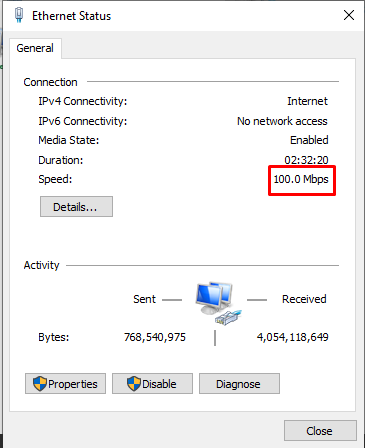 Ethernet Status
General
Connection
IPv4 Connectivity: Internet
IPv6 Connectivity: No network access
Media State: Enabled
Duration: 02:32:20
Speed: 100.0 Mbps
Details...
Activity
Sent Received
Bytes: 768,540,975 4,054,118,649
Properties Disable Diagnose
Close